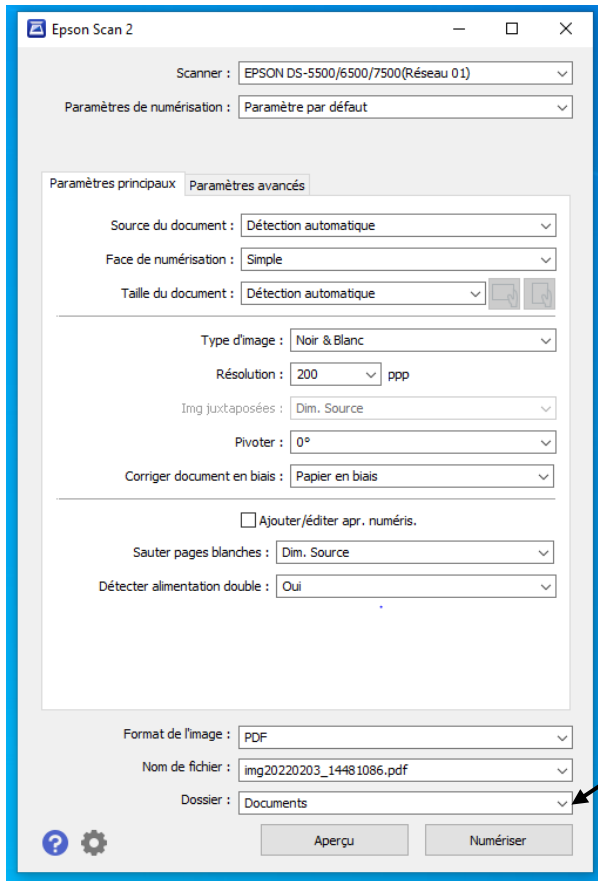 Epson Scan 2
Scanner : EPSON DS-5500/6500/7500(Réseau 01)
Paramètres de numérisation : Paramètre par défaut
Paramètres principaux Paramètres avancés
Source du document : Détection automatique
Face de numérisation : Simple
Taille du document : Détection automatique
Type d'image : Noir & Blanc
Résolution : 200 ppp
Img juxtaposées : Dim. Source
Pivoter : 0°
Corriger document en biais : Papier en biais
Ajouter/éditer apr. numéris.
Sauter pages blanches : Dim. Source
Détecter alimentation double : Oui
Format de l'image : PDF
Nom de fichier : img20220203_14481086.pdf
Dossier : Documents
? Aperçu Numériser